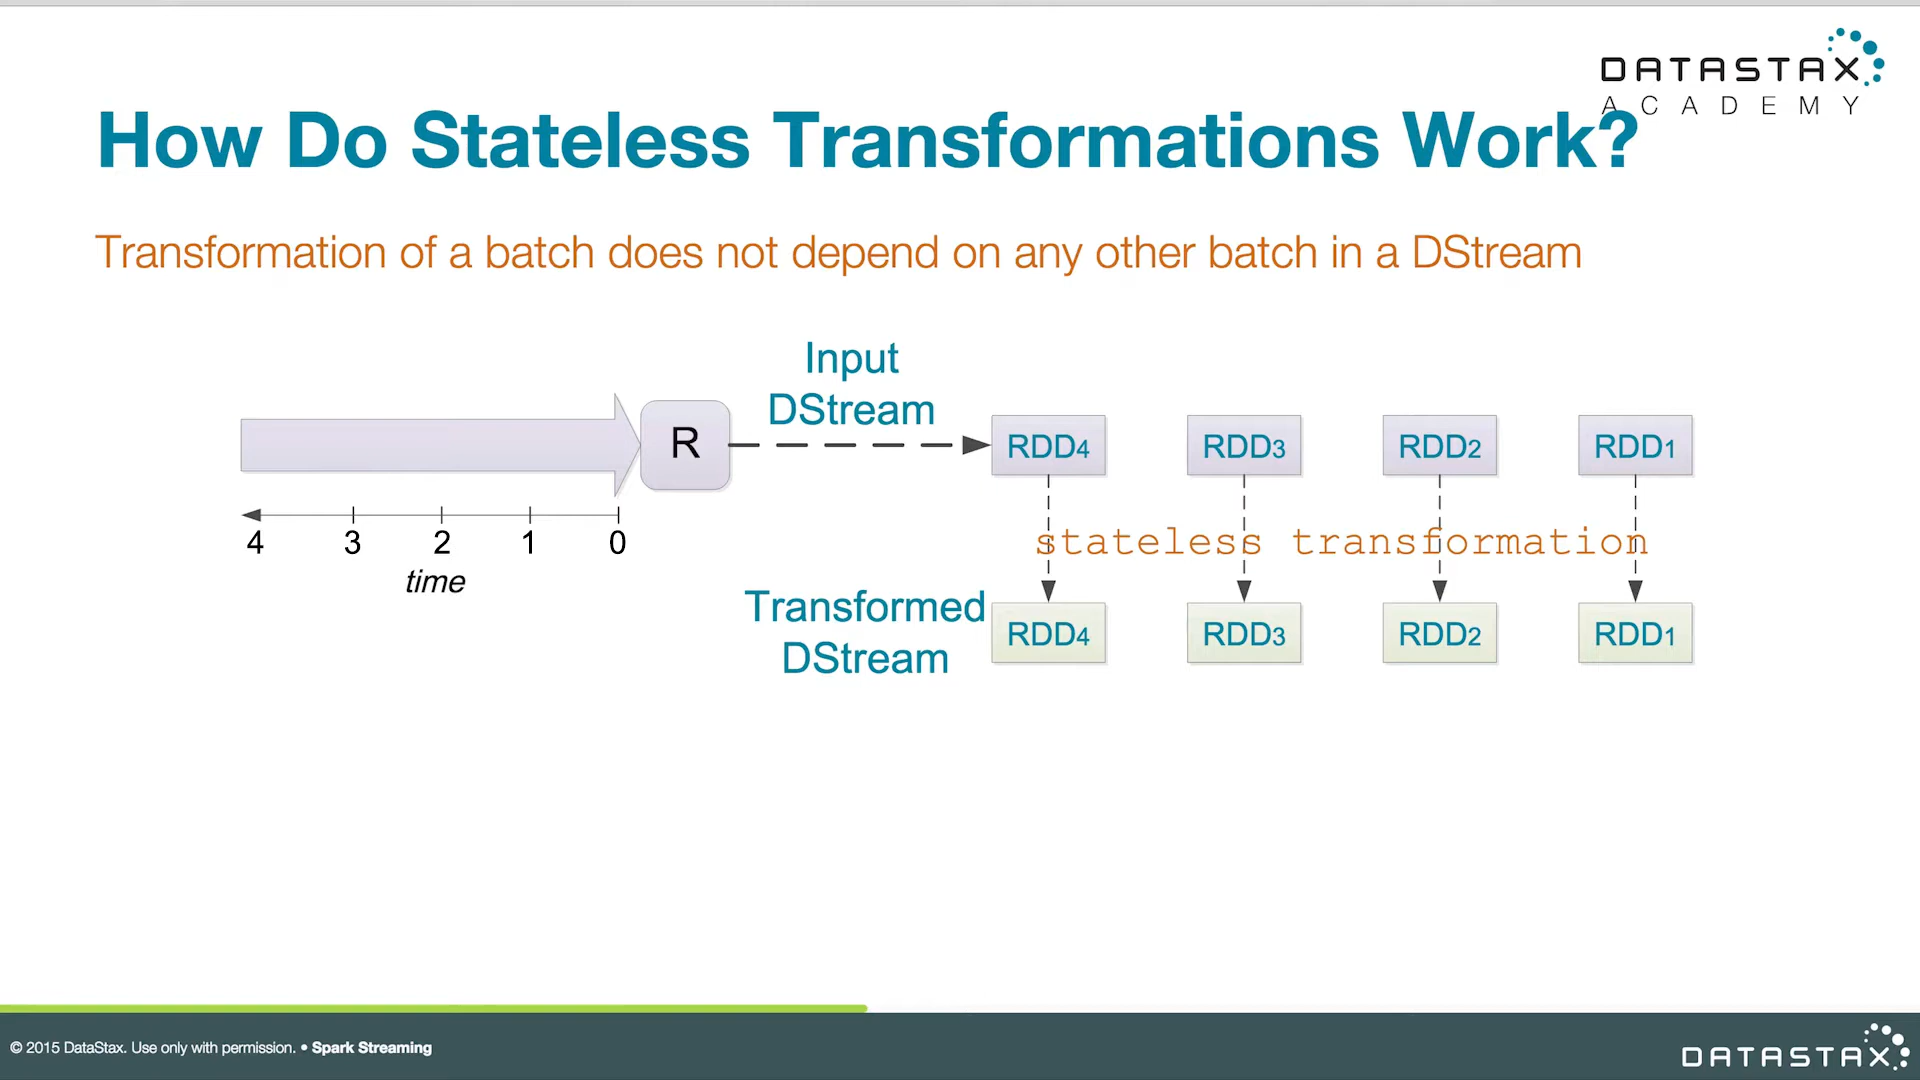 DATASTAX
ACADEMY
How Do Stateless Transformations Work?
Transformation of a batch does not depend on any other batch in a DStream
Input
DStream
R
RDD4 RDD3 RDD2 RDD1
4 3 2 1 0
time
stateless transformation
Transformed
DStream
RDD4 RDD3 RDD2 RDD1
© 2015 DataStax. Use only with permission. • Spark Streaming
DATASTAX